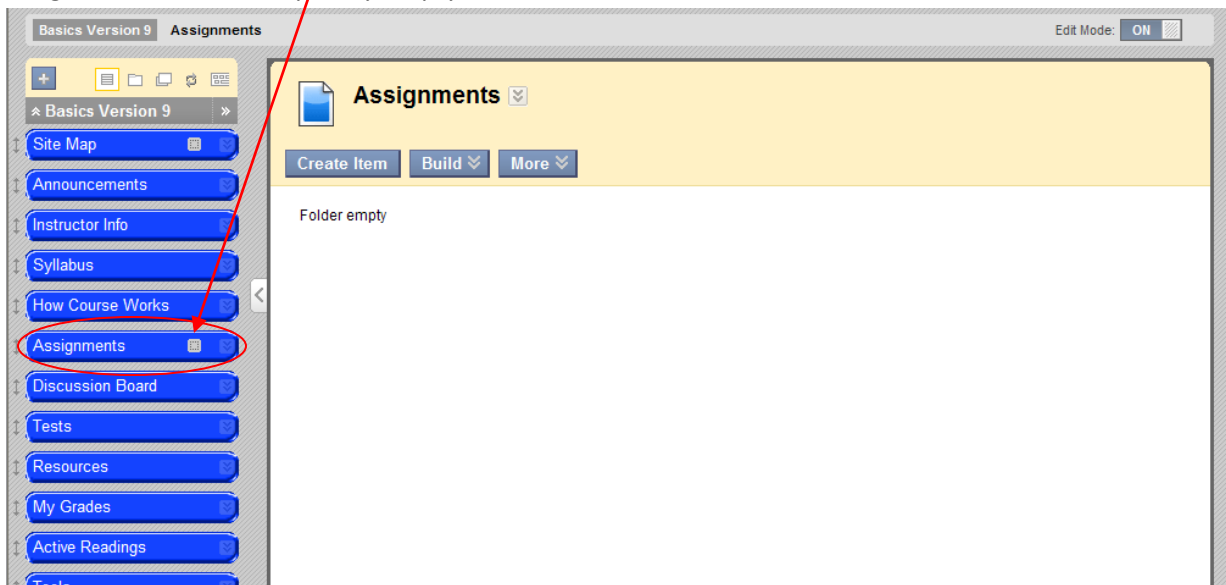 Basics Version 9 Assignments Edit Mode: ON
Basics Version 9
Assignments
Site Map
Create Item Build More
Announcements
Folder empty
Instructor Info
Syllabus
How Course Works
Assignments
Discussion Board
Tests
Resources
My Grades
Active Readings
Tools